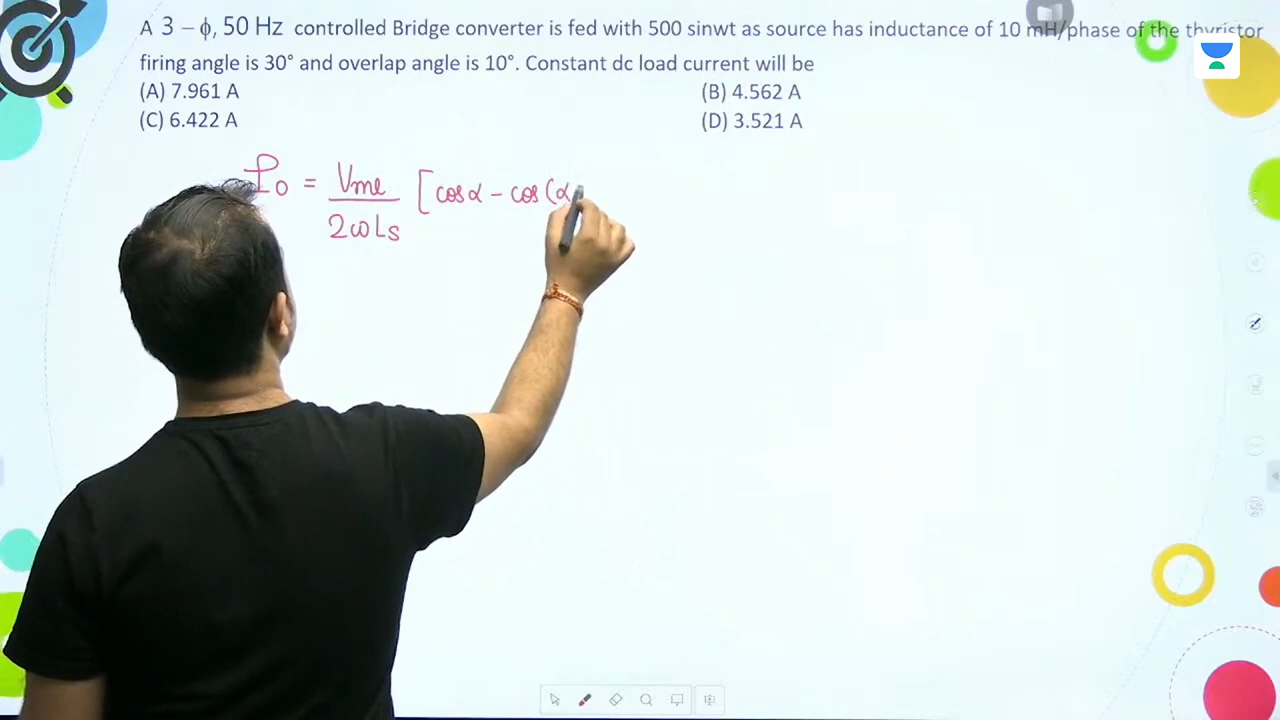 A 3 – ϕ, 50 Hz controlled Bridge converter is fed with 500 sinwt as source has inductance of 10 mH/phase of the thyristor
firing angle is 30° and overlap angle is 10°. Constant dc load current will be
(A) 7.961 A
(B) 4.562 A
(C) 6.422 A
(D) 3.521 A
I0 = Vml / 2ωLs [cosα – cos(α